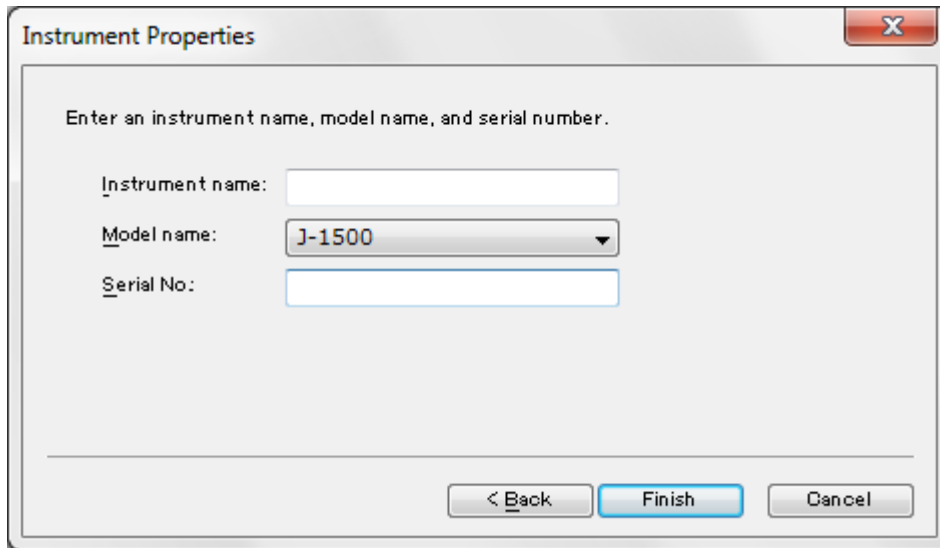 Instrument Properties
Enter an instrument name, model name, and serial number.
Instrument name:
Model name: J-1500
Serial No.:
< Back Finish Cancel